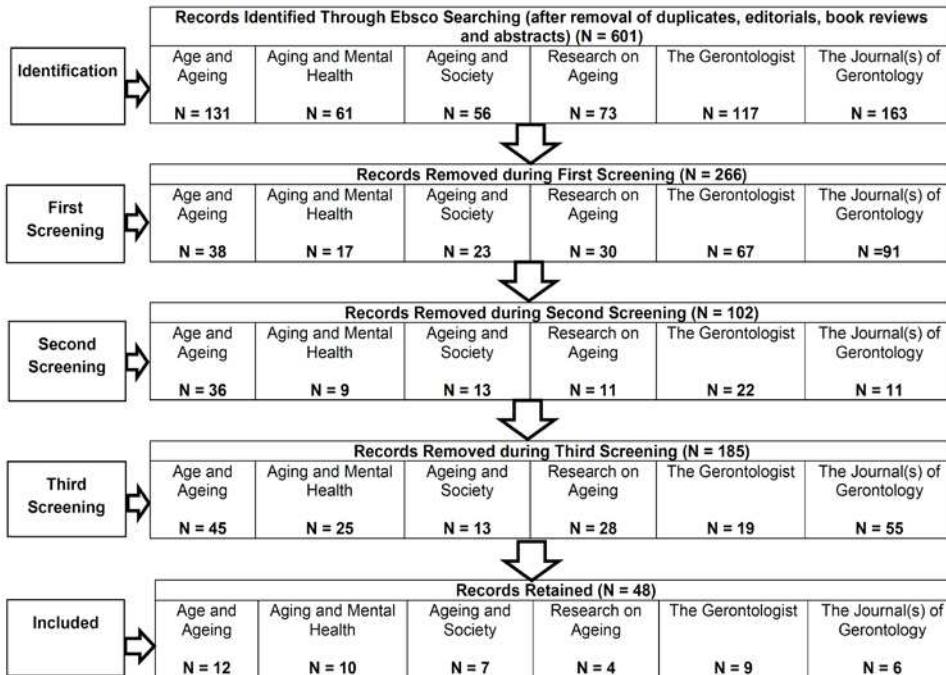 Records Identified Through Ebsco Searching (after removal of duplicates, editorials, book reviews
and abstracts) (N = 601)
Identification
Age and
Ageing
N = 131
Aging and Mental
Health
N = 61
Ageing and
Society
N = 56
Research on
Ageing
N = 73
The Gerontologist
N = 117
The Journal(s) of
Gerontology
N = 163
Records Removed during First Screening (N = 266)
First
Screening
Age and
Ageing
N = 38
Aging and Mental
Health
N = 17
Ageing and
Society
N = 23
Research on
Ageing
N = 30
The Gerontologist
N = 67
The Journal(s) of
Gerontology
N =91
Records Removed during Second Screening (N = 102)
Second
Screening
Age and
Ageing
N = 36
Aging and Mental
Health
N = 9
Ageing and
Society
N = 13
Research on
Ageing
N = 11
The Gerontologist
N = 22
The Journal(s) of
Gerontology
N = 11
Records Removed during Third Screening (N = 185)
Third
Screening
Age and
Ageing
N = 45
Aging and Mental
Health
N = 25
Ageing and
Society
N = 13
Research on
Ageing
N = 28
The Gerontologist
N = 19
The Journal(s) of
Gerontology
N = 55
Records Retained (N = 48)
Included
Age and
Ageing
N = 12
Aging and Mental
Health
N = 10
Ageing and
Society
N = 7
Research on
Ageing
N = 4
The Gerontologist
N = 9
The Journal(s) of
Gerontology
N = 6